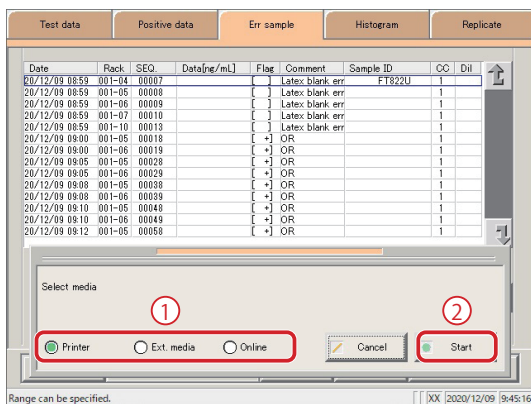 Test data Positive data Err sample Histogram Replicate
Date Rack SEQ. Data[ng/mL] Flag Comment Sample ID CC Dil
20/12/09 08:59 001-04 00007 [ ] Latex blank err FT822U 1
20/12/09 08:59 001-05 00008 [ ] Latex blank err 1
20/12/09 08:59 001-06 00009 [ ] Latex blank err 1
20/12/09 08:59 001-07 00010 [ ] Latex blank err 1
20/12/09 08:59 001-10 00013 [ ] Latex blank err 1
20/12/09 09:00 001-05 00018 [ +] OR 1
20/12/09 09:00 001-06 00019 [ +] OR 1
20/12/09 09:05 001-05 00028 [ +] OR 1
20/12/09 09:05 001-06 00029 [ +] OR 1
20/12/09 09:08 001-05 00038 [ +] OR 1
20/12/09 09:08 001-06 00039 [ +] OR 1
20/12/09 09:10 001-05 00048 [ +] OR 1
20/12/09 09:10 001-06 00049 [ +] OR 1
20/12/09 09:12 001-05 00058 [ +] OR 1
Select media
① ②
Printer Ext. media Online Cancel Start
Range can be specified. XX 2020/12/09 9:45:16